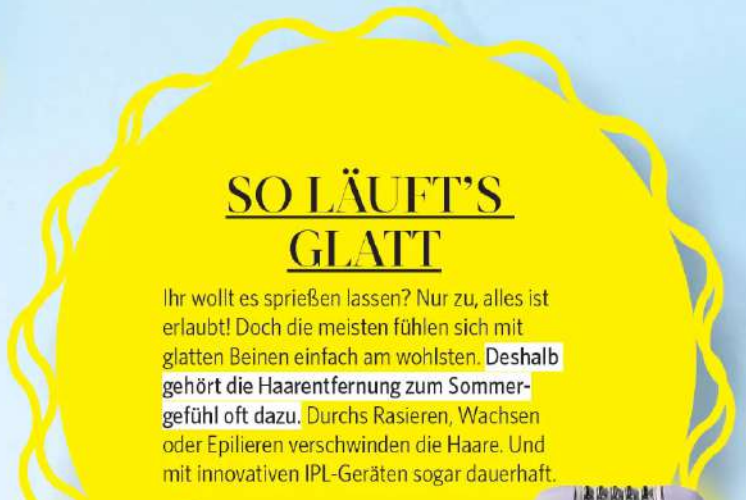 SO LÄUFT'S
GLATT
Ihr wollt es sprießen lassen? Nur zu, alles ist
erlaubt! Doch die meisten fühlen sich mit
glatten Beinen einfach am wohlsten. Deshalb
gehört die Haarentfernung zum Sommer-
gefühl oft dazu. Durchs Rasieren, Wachsen
oder Epilieren verschwinden die Haare. Und
mit innovativen IPL-Geräten sogar dauerhaft.